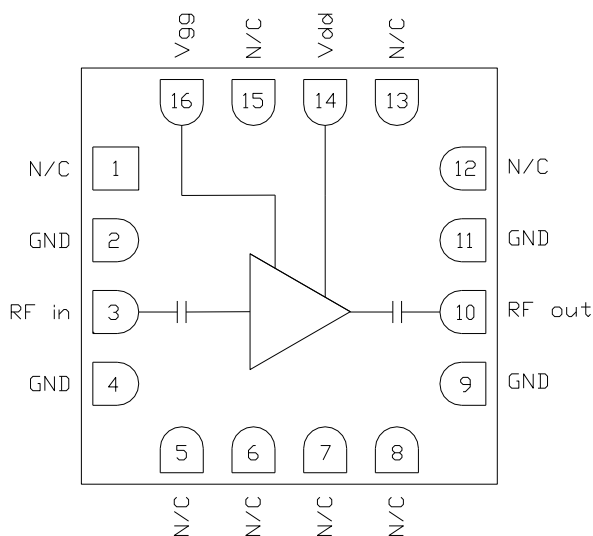 Vgg
N/C
Vdd
N/C
16
15
14
13
N/C
1
12
N/C
GND
2
11
GND
RF in
3
10
RF out
GND
4
9
GND
5
6
7
8
N/C
N/C
N/C
N/C